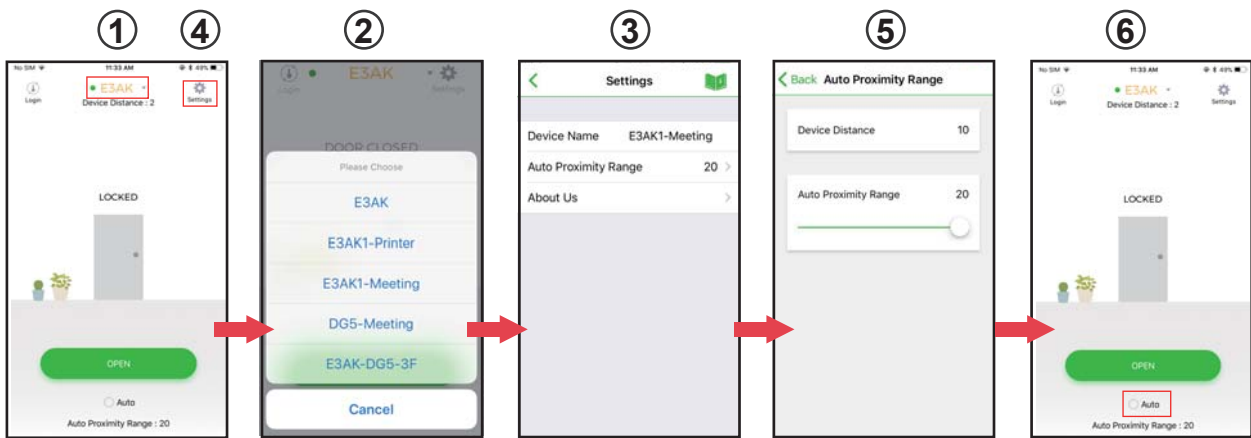 1
4
2
3
5
6
No SIM
11:33 AM
49%
Login
E3AK
Settings
Device Distance : 2
LOCKED
OPEN
Auto
Auto Proximity Range : 20
E3AK
Login
Settings
DOOR CLOSED
Please Choose
E3AK
E3AK1-Printer
E3AK1-Meeting
DG5-Meeting
E3AK-DG5-3F
Cancel
Settings
Device Name E3AK1-Meeting
Auto Proximity Range 20 >
About Us >
Back Auto Proximity Range
Device Distance 10
Auto Proximity Range 20
No SIM
11:33 AM
49%
Login
E3AK
Settings
Device Distance : 2
LOCKED
OPEN
Auto
Auto Proximity Range : 20